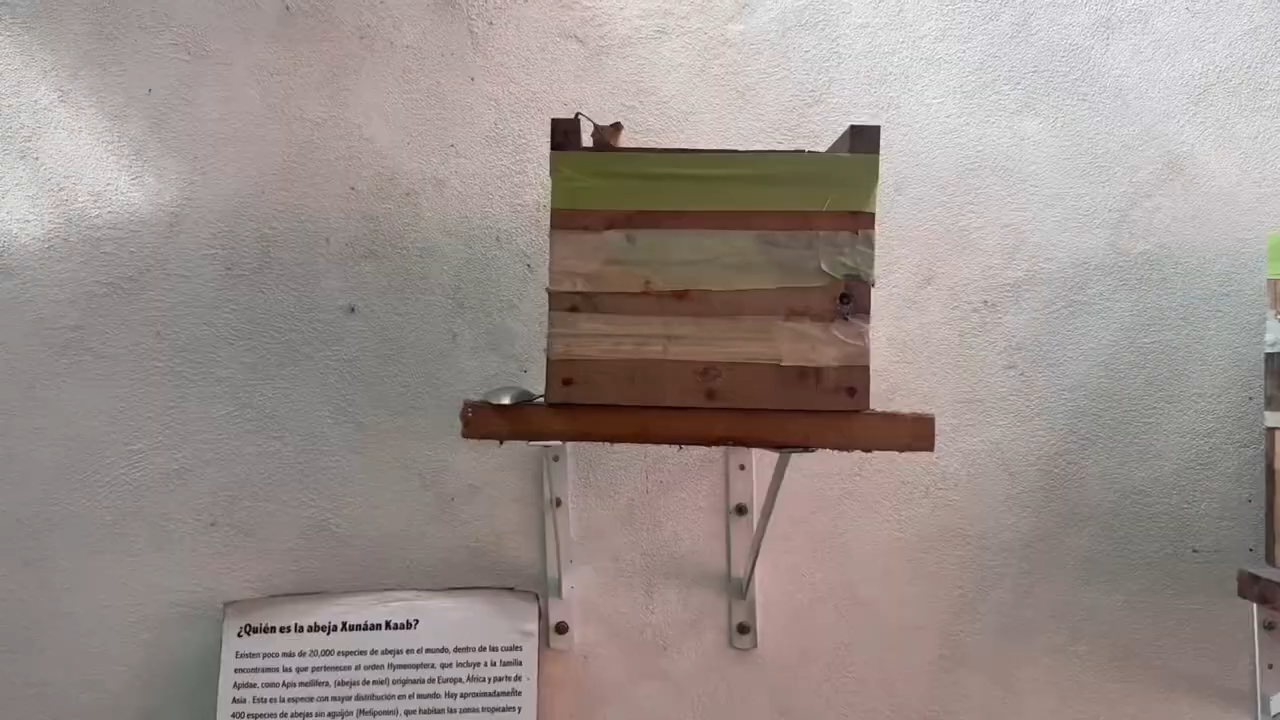 ¿Quién es la abeja Xunáan Kaab?
Existen poco más de 20,000 especies de abejas en el mundo, dentro de las cuales
encontramos las que pertenecen al orden Hymenoptera, que incluye a la familia
Apidae, como Apis mellifera, (abejas de miel) originaria de Europa, África y parte de
Asia . Esta es la especie con mayor distribución en el mundo. Hay aproximadamente
400 especies de abejas sin aguijón (Meliponini), que habitan las zonas tropicales y